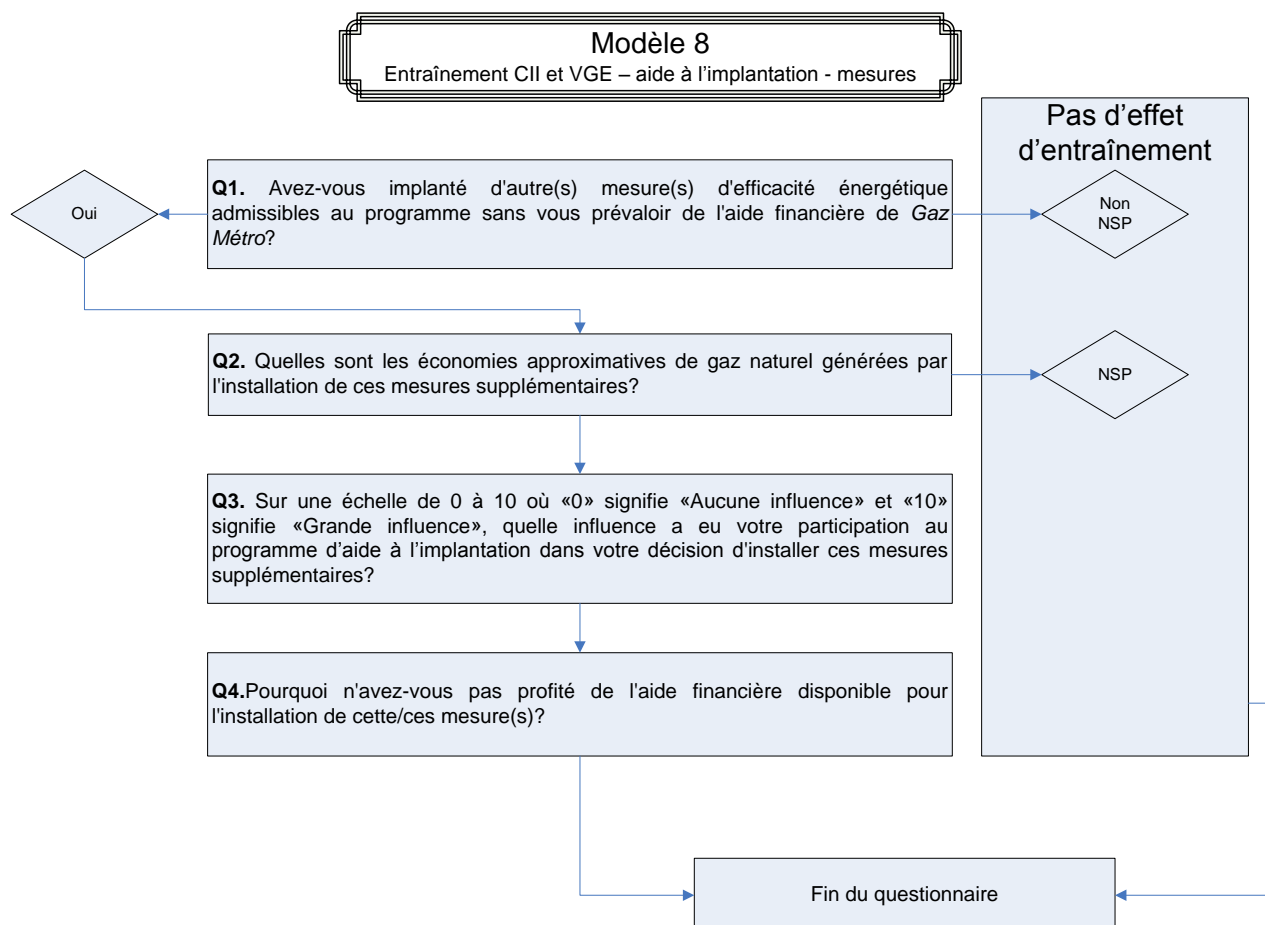 Modèle 8
Entraînement CII et VGE – aide à l'implantation - mesures
Pas d'effet
d'entraînement
Oui
Q1. Avez-vous implanté d'autre(s) mesure(s) d'efficacité énergétique
admissibles au programme sans vous prévaloir de l'aide financière de Gaz
Métro?
Non
NSP
Q2. Quelles sont les économies approximatives de gaz naturel générées par
l'installation de ces mesures supplémentaires?
NSP
Q3. Sur une échelle de 0 à 10 où «0» signifie «Aucune influence» et «10»
signifie «Grande influence», quelle influence a eu votre participation au
programme d'aide à l'implantation dans votre décision d'installer ces mesures
supplémentaires?
Q4.Pourquoi n'avez-vous pas profité de l'aide financière disponible pour
l'installation de cette/ces mesure(s)?
Fin du questionnaire